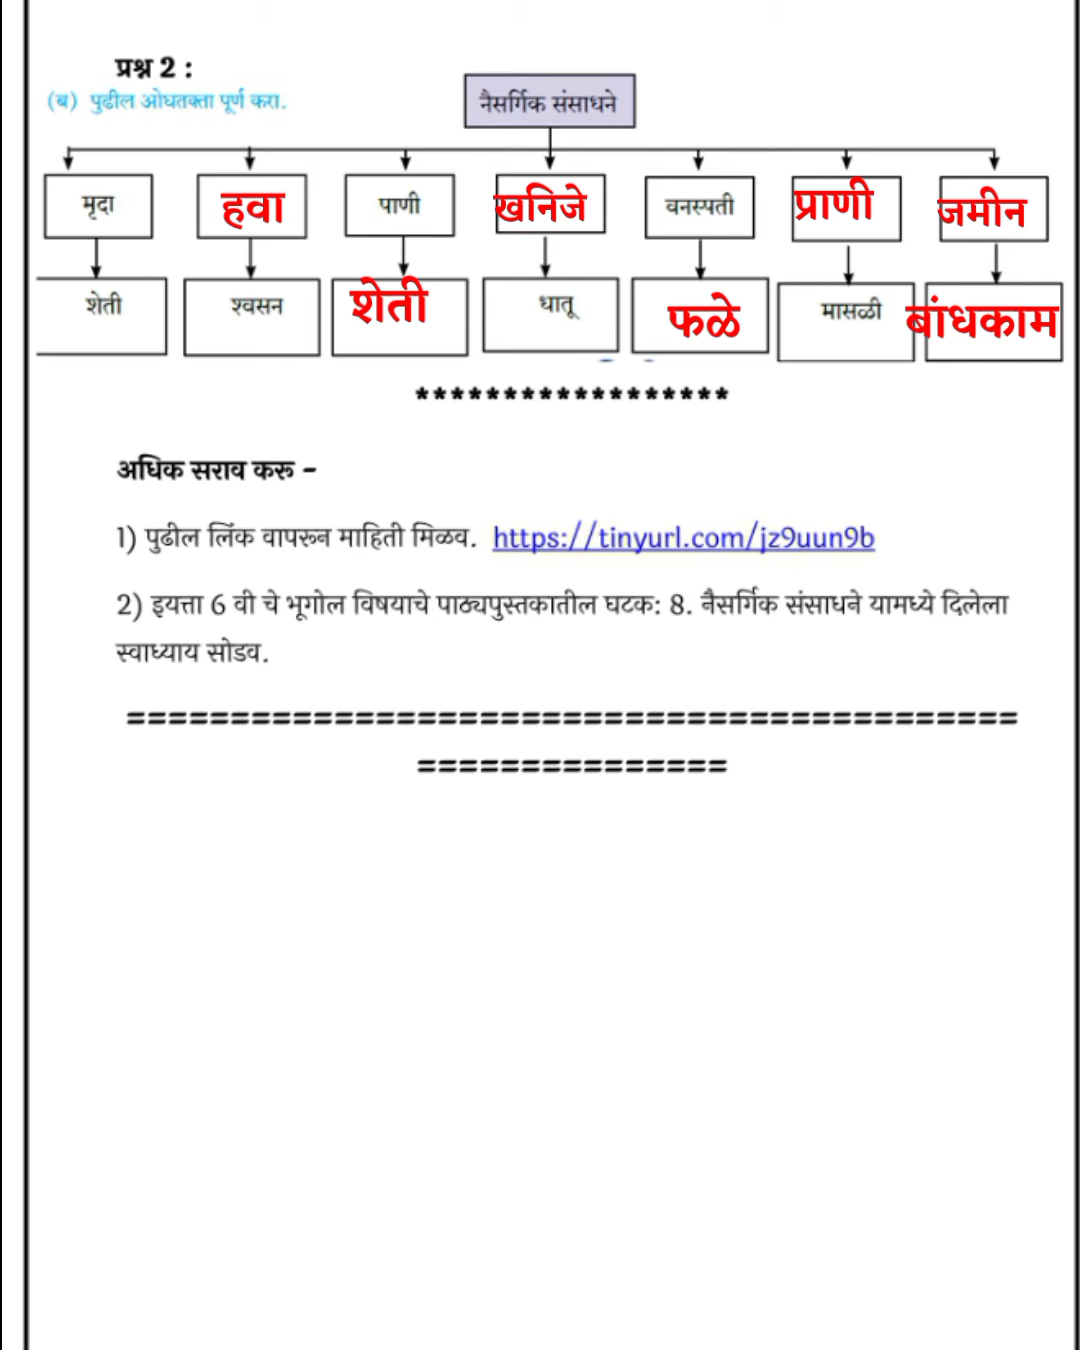 प्रश्न 2 :
(ब) पुढील ओघतक्ता पूर्ण करा.
नैसर्गिक संसाधने
मृदा हवा पाणी खनिजे वनस्पती प्राणी जमीन
शेती श्वसन शेती धातू फळे मासळी बांधकाम
******************
अधिक सराव करू -
1) पुढील लिंक वापरून माहिती मिळव. https://tinyurl.com/jz9uun9b
2) इयत्ता 6 वी चे भूगोल विषयाचे पाठ्यपुस्तकातील घटक: 8. नैसर्गिक संसाधने यामध्ये दिलेला
स्वाध्याय सोडव.
===========================================
===============